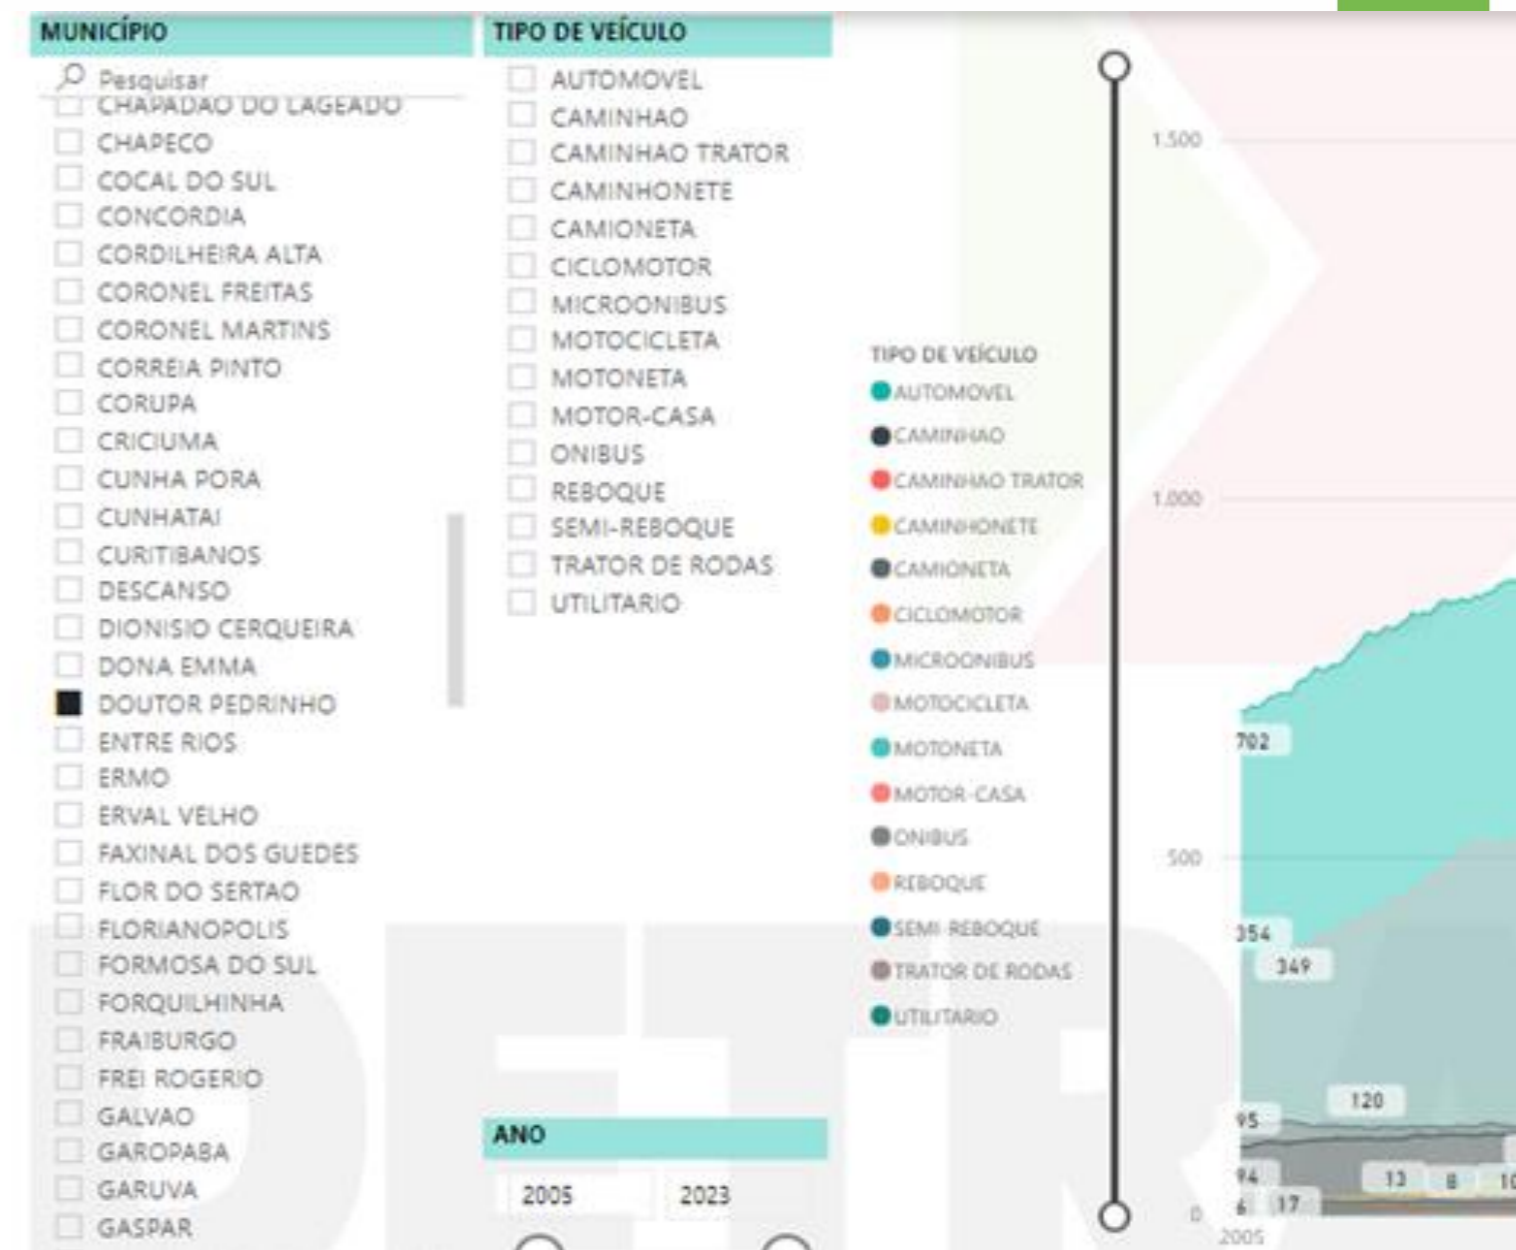 MUNICÍPIO
Pesquisar
CHAPADAO DO LAGEADO
CHAPECO
COCAL DO SUL
CONCORDIA
CORDILHEIRA ALTA
CORONEL FREITAS
CORONEL MARTINS
CORREIA PINTO
CORUPA
CRICIUMA
CUNHA PORA
CUNHATAI
CURITIBANOS
DESCANSO
DIONISIO CERQUEIRA
DONA EMMA
DOUTOR PEDRINHO
ENTRE RIOS
ERMO
ERVAL VELHO
FAXINAL DOS GUEDES
FLOR DO SERTAO
FLORIANOPOLIS
FORMOSA DO SUL
FORQUILHINHA
FRAIBURGO
FREI ROGERIO
GALVAO
GAROPABA
GARUVA
GASPAR
TIPO DE VEÍCULO
AUTOMOVEL
CAMINHAO
CAMINHAO TRATOR
CAMINHONETE
CAMIONETA
CICLOMOTOR
MICROONIBUS
MOTOCICLETA
MOTONETA
MOTOR-CASA
ONIBUS
REBOQUE
SEMI-REBOQUE
TRATOR DE RODAS
UTILITARIO
ANO
2005 2023
TIPO DE VEÍCULO
AUTOMOVEL
CAMINHAO
CAMINHAO TRATOR
CAMINHONETE
CAMIONETA
CICLOMOTOR
MICROONIBUS
MOTOCICLETA
MOTONETA
MOTOR-CASA
ONIBUS
REBOQUE
SEMI-REBOQUE
TRATOR DE RODAS
UTILITARIO
1.500
1.000
500
0
702
354
349
95
120
94
13 8 10
6 17
2005
DETRA